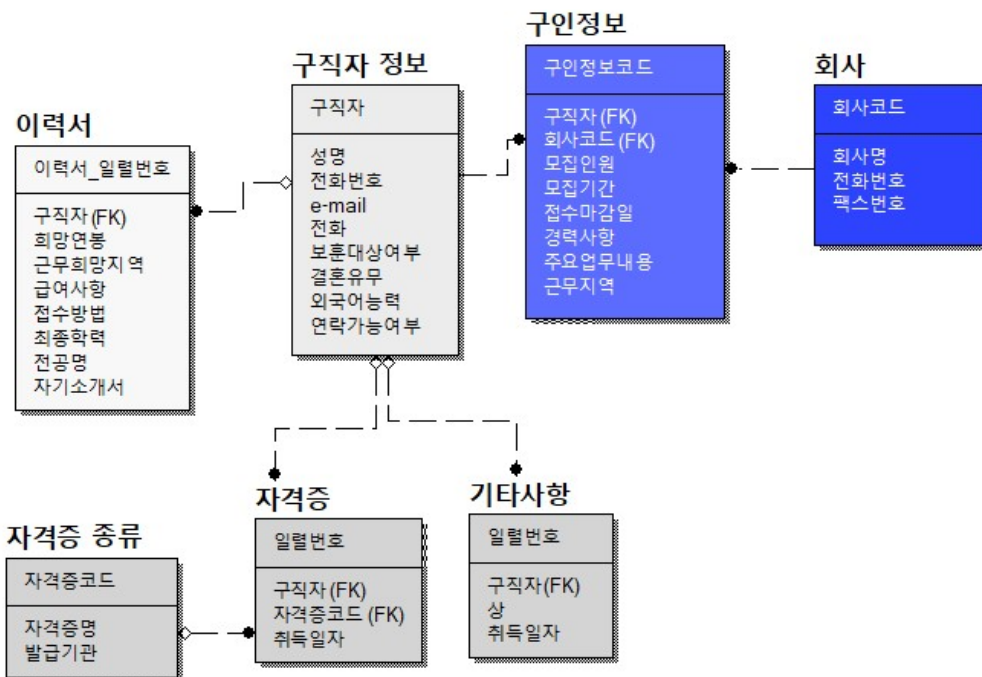 이력서
이력서_일렬번호
구직자(FK)
희망연봉
근무희망지역
급여사항
접수방법
최종학력
전공명
자기소개서
구직자 정보
구직자
성명
전화번호
e-mail
전화
보훈대상여부
결혼유무
외국어능력
연락가능여부
구인정보
구인정보코드
구직자(FK)
회사코드(FK)
모집인원
모집기간
접수마감일
경력사항
주요업무내용
근무지역
회사
회사코드
회사명
전화번호
팩스번호
자격증 종류
자격증코드
자격증명
발급기관
자격증
일렬번호
구직자(FK)
자격증코드(FK)
취득일자
기타사항
일렬번호
구직자(FK)
상
취득일자